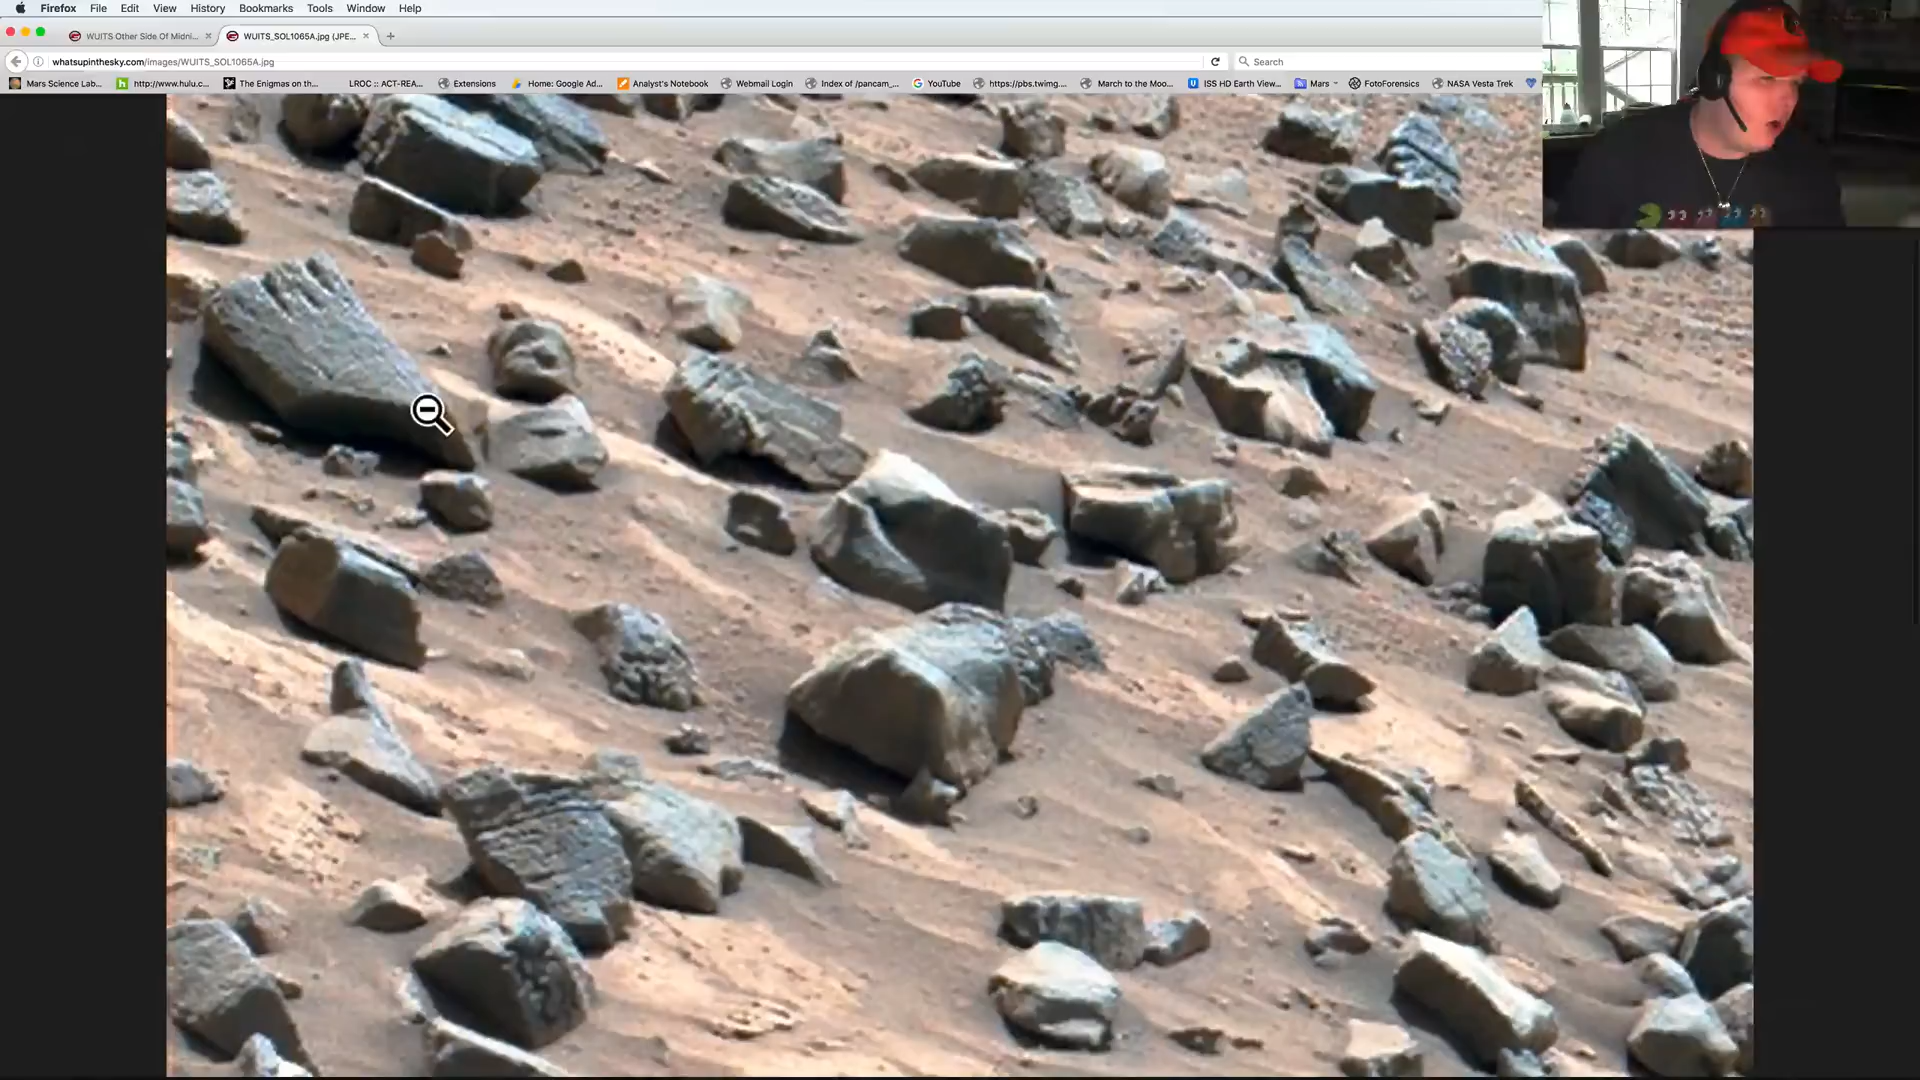 Firefox File Edit View History Bookmarks Tools Window Help
WUITS Other Side Of Midni... × WUITS_SOL1065A.jpg (JPE... × +
whatsupinthesky.com/images/WUITS_SOL1065A.jpg Search
Mars Science Lab... http://www.hulu.c... The Enigmas on th... LROC :: ACT-REA... Extensions Home: Google Ad... Analyst's Notebook Webmail Login Index of /pancam_... YouTube https://pbs.twimg.... March to the Moo... ISS HD Earth View... Mars FotoForensics NASA Vesta Trek